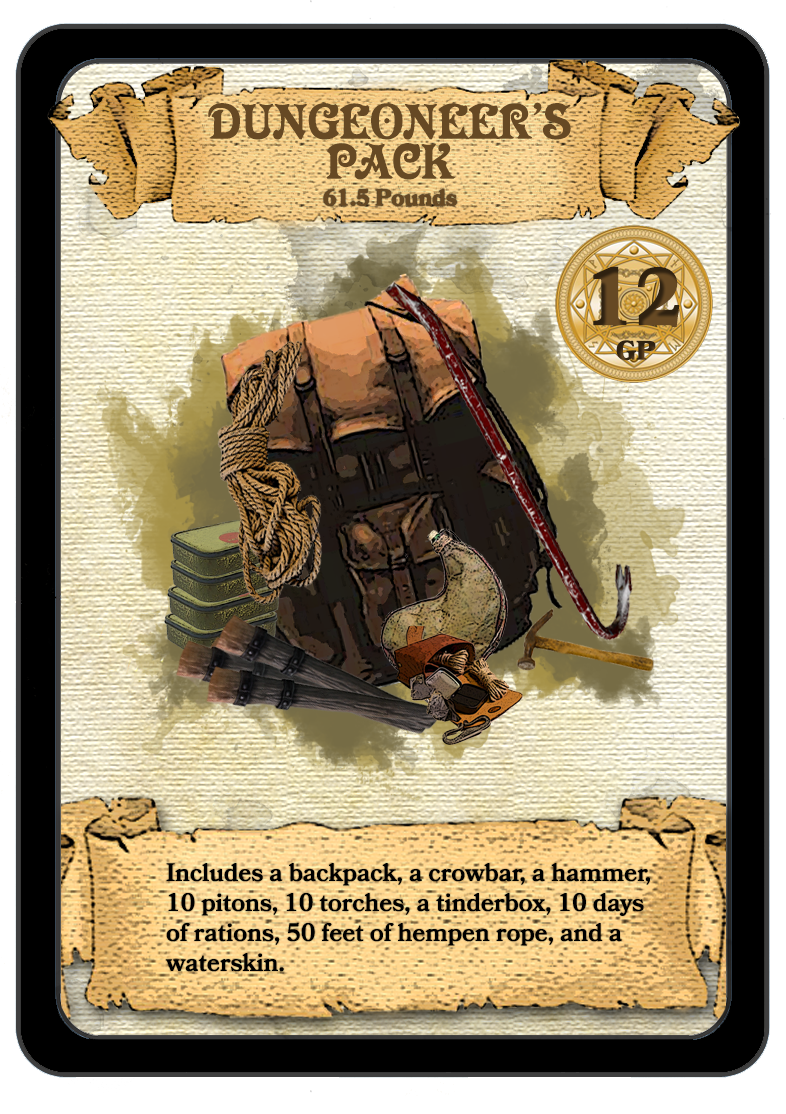 DUNGEONEER'S
PACK
61.5 Pounds
12
GP
Includes a backpack, a crowbar, a hammer,
10 pitons, 10 torches, a tinderbox, 10 days
of rations, 50 feet of hempen rope, and a
waterskin.